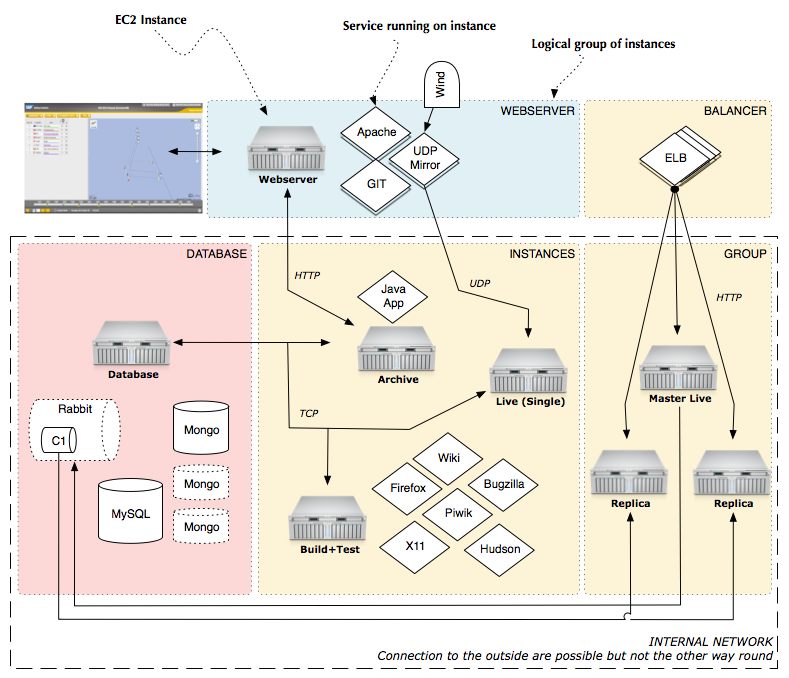 EC2 Instance
Service running on instance
Logical group of instances
Wind
WEBSERVER
BALANCER
Apache
UDP
Mirror
GIT
ELB
Webserver
DATABASE
INSTANCES
GROUP
HTTP
Java
App
UDP
HTTP
Database
Archive
Live (Single)
Master Live
Rabbit
C1
Mongo
TCP
Wiki
Mongo
Firefox
Bugzilla
MySQL
Piwik
Mongo
Replica
Replica
Build+Test
X11
Hudson
INTERNAL NETWORK
Connection to the outside are possible but not the other way round